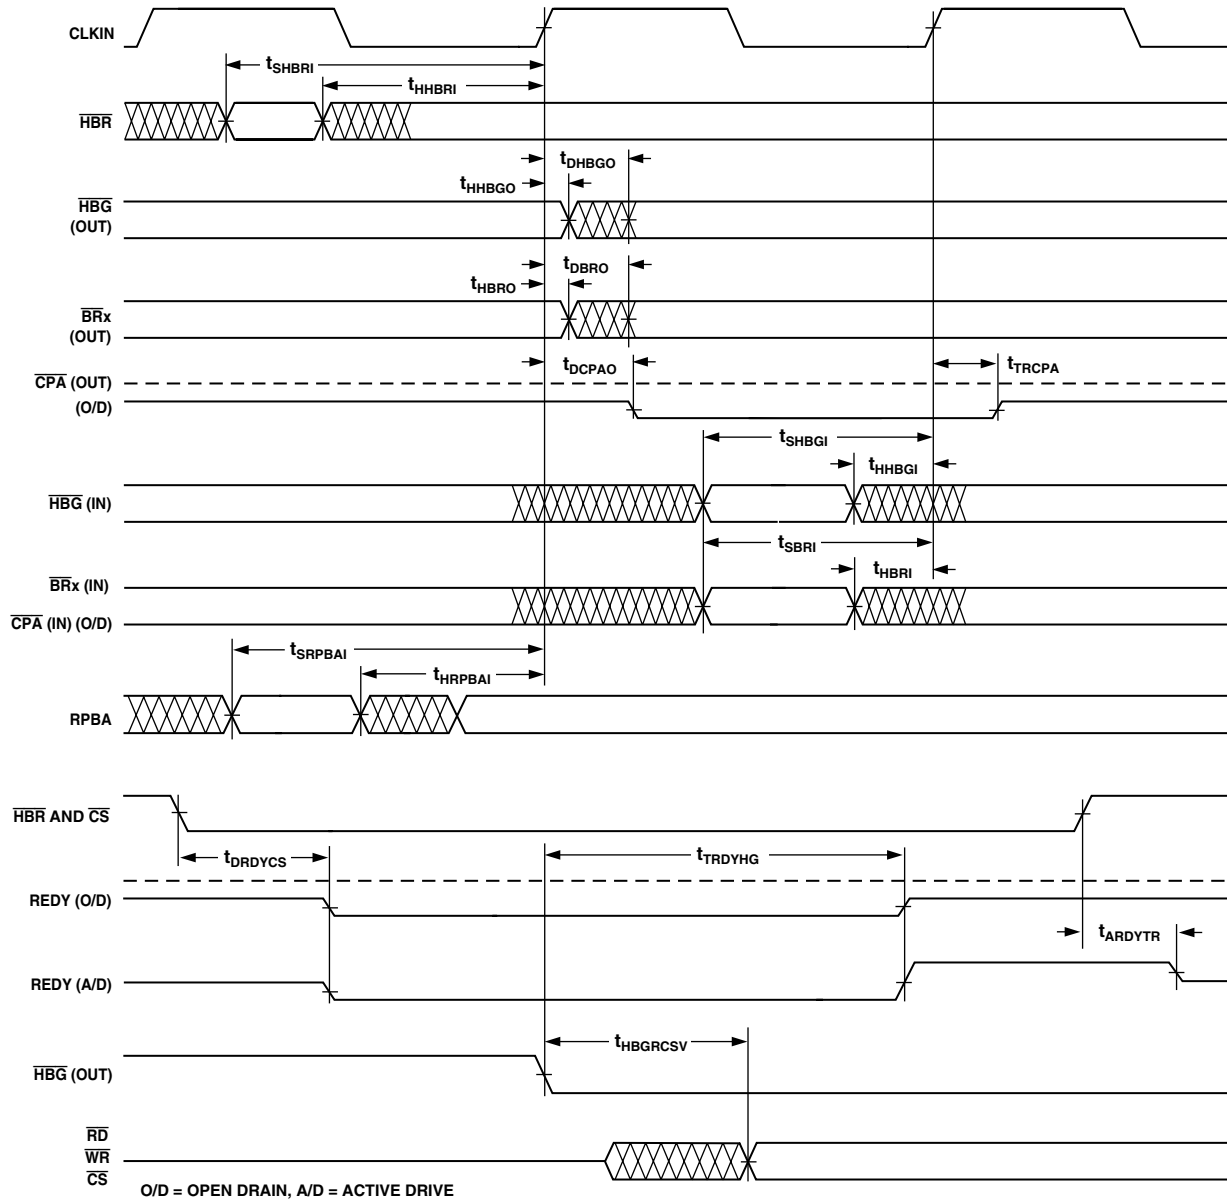 CLKIN
tSHBRI
tHHBRI
HBR
tDHBGO
tHHBGO
HBG
(OUT)
tDBRO
tHBRO
BRx
(OUT)
tDCPAO
tTRCPA
CPA (OUT)
(O/D)
tSHBGI
tHHBGI
HBG (IN)
tSBRI
tHBRI
BRx (IN)
CPA (IN) (O/D)
tSRPBAI
tHRPBAI
RPBA
HBR AND CS
tDRDYCS
tTRDYHG
REDY (O/D)
tARDYTR
REDY (A/D)
tHBGRCSV
HBG (OUT)
RD
WR
CS
O/D = OPEN DRAIN, A/D = ACTIVE DRIVE